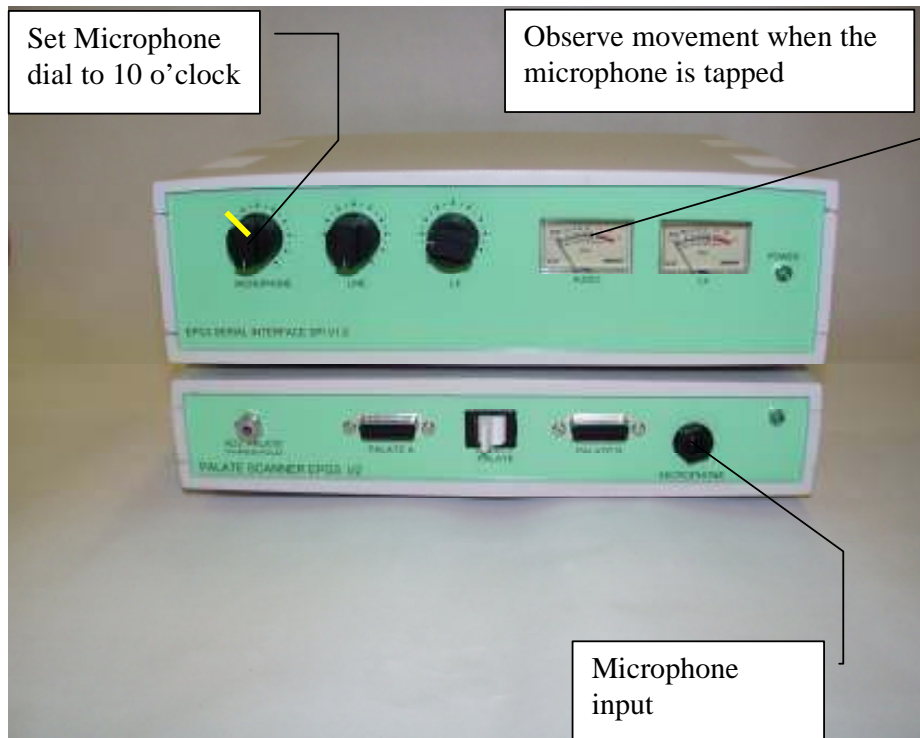 Set Microphone
dial to 10 o’clock
Observe movement when the
microphone is tapped
MICROPHONE
LINE
LX
AUDIO
LX
POWER
EPG3 SERIAL INTERFACE SPI V1.0
PALATE A
PALATE
PALATE B
MICROPHONE
PALATE SCANNER EPG3 V2
Microphone
input